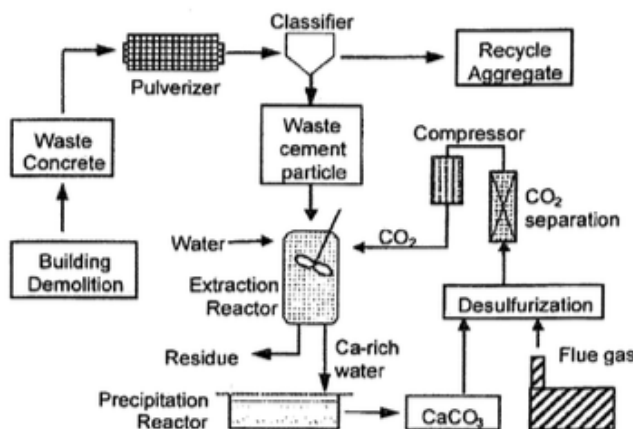 Classifier
Pulverizer
Recycle
Aggregate
Waste
Concrete
Waste
cement
particle
Compressor
CO₂
separation
Building
Demolition
Water
CO₂
Extraction
Reactor
Desulfurization
Residue
Ca-rich
water
Flue gas
Precipitation
Reactor
CaCO₃